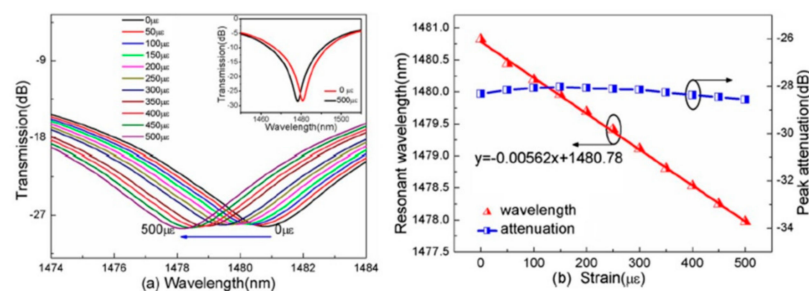 0με
50με
100με
150με
200με
250με
300με
350με
400με
450με
500με
Transmission(dB)
-9
-18
-27
1474
1476
1478
1480
1482
1484
(a) Wavelength(nm)
500με
0με
Transmission(dB)
0
-5
-10
-15
-20
-25
-30
1460
1480
1500
Wavelength(nm)
0 με
500με
Resonant wavelength(nm)
1481.0
1480.5
1480.0
1479.5
1479.0
1478.5
1478.0
1477.5
y=-0.00562x+1480.78
wavelength
attenuation
0
100
200
300
400
500
(b) Strain(με)
-26
-28
-30
-32
-34
Peak attenuation(dB)